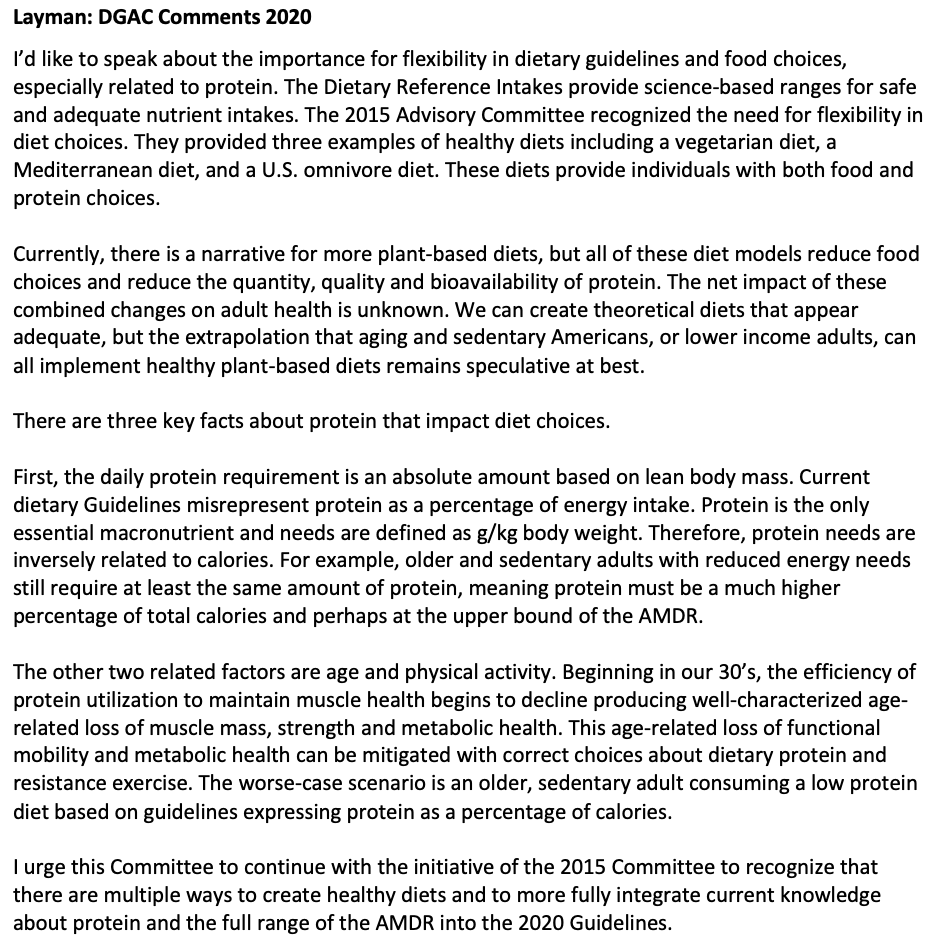 Layman: DGAC Comments 2020
I’d like to speak about the importance for flexibility in dietary guidelines and food choices,
especially related to protein. The Dietary Reference Intakes provide science-based ranges for safe
and adequate nutrient intakes. The 2015 Advisory Committee recognized the need for flexibility in
diet choices. They provided three examples of healthy diets including a vegetarian diet, a
Mediterranean diet, and a U.S. omnivore diet. These diets provide individuals with both food and
protein choices.
Currently, there is a narrative for more plant-based diets, but all of these diet models reduce food
choices and reduce the quantity, quality and bioavailability of protein. The net impact of these
combined changes on adult health is unknown. We can create theoretical diets that appear
adequate, but the extrapolation that aging and sedentary Americans, or lower income adults, can
all implement healthy plant-based diets remains speculative at best.
There are three key facts about protein that impact diet choices.
First, the daily protein requirement is an absolute amount based on lean body mass. Current
dietary Guidelines misrepresent protein as a percentage of energy intake. Protein is the only
essential macronutrient and needs are defined as g/kg body weight. Therefore, protein needs are
inversely related to calories. For example, older and sedentary adults with reduced energy needs
still require at least the same amount of protein, meaning protein must be a much higher
percentage of total calories and perhaps at the upper bound of the AMDR.
The other two related factors are age and physical activity. Beginning in our 30’s, the efficiency of
protein utilization to maintain muscle health begins to decline producing well-characterized age-
related loss of muscle mass, strength and metabolic health. This age-related loss of functional
mobility and metabolic health can be mitigated with correct choices about dietary protein and
resistance exercise. The worse-case scenario is an older, sedentary adult consuming a low protein
diet based on guidelines expressing protein as a percentage of calories.
I urge this Committee to continue with the initiative of the 2015 Committee to recognize that
there are multiple ways to create healthy diets and to more fully integrate current knowledge
about protein and the full range of the AMDR into the 2020 Guidelines.